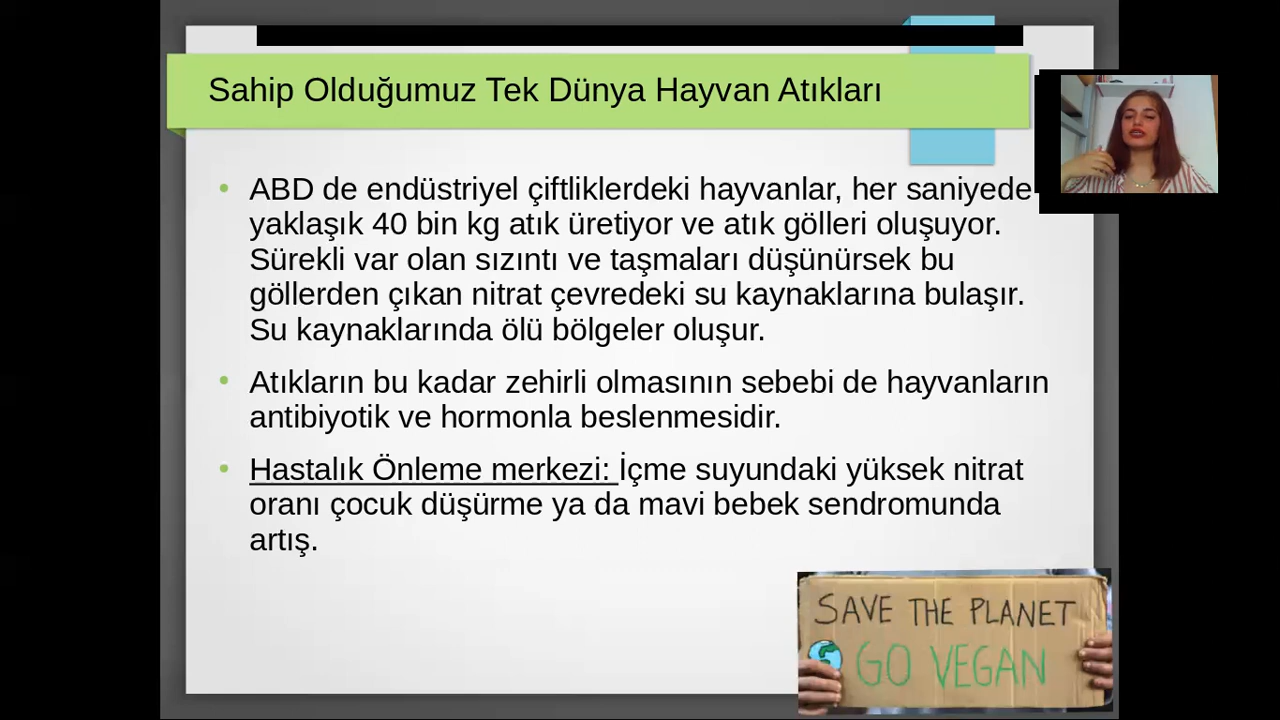 Sahip Olduğumuz Tek Dünya Hayvan Atıkları
ABD de endüstriyel çiftliklerdeki hayvanlar, her saniyede
yaklaşık 40 bin kg atık üretiyor ve atık gölleri oluşuyor.
Sürekli var olan sızıntı ve taşmaları düşünürsek bu
göllerden çıkan nitrat çevredeki su kaynaklarına bulaşır.
Su kaynaklarında ölü bölgeler oluşur.
Atıkların bu kadar zehirli olmasının sebebi de hayvanların
antibiyotik ve hormonla beslenmesidir.
Hastalık Önleme merkezi: İçme suyundaki yüksek nitrat
oranı çocuk düşürme ya da mavi bebek sendromunda
artış.
SAVE THE PLANET
GO VEGAN